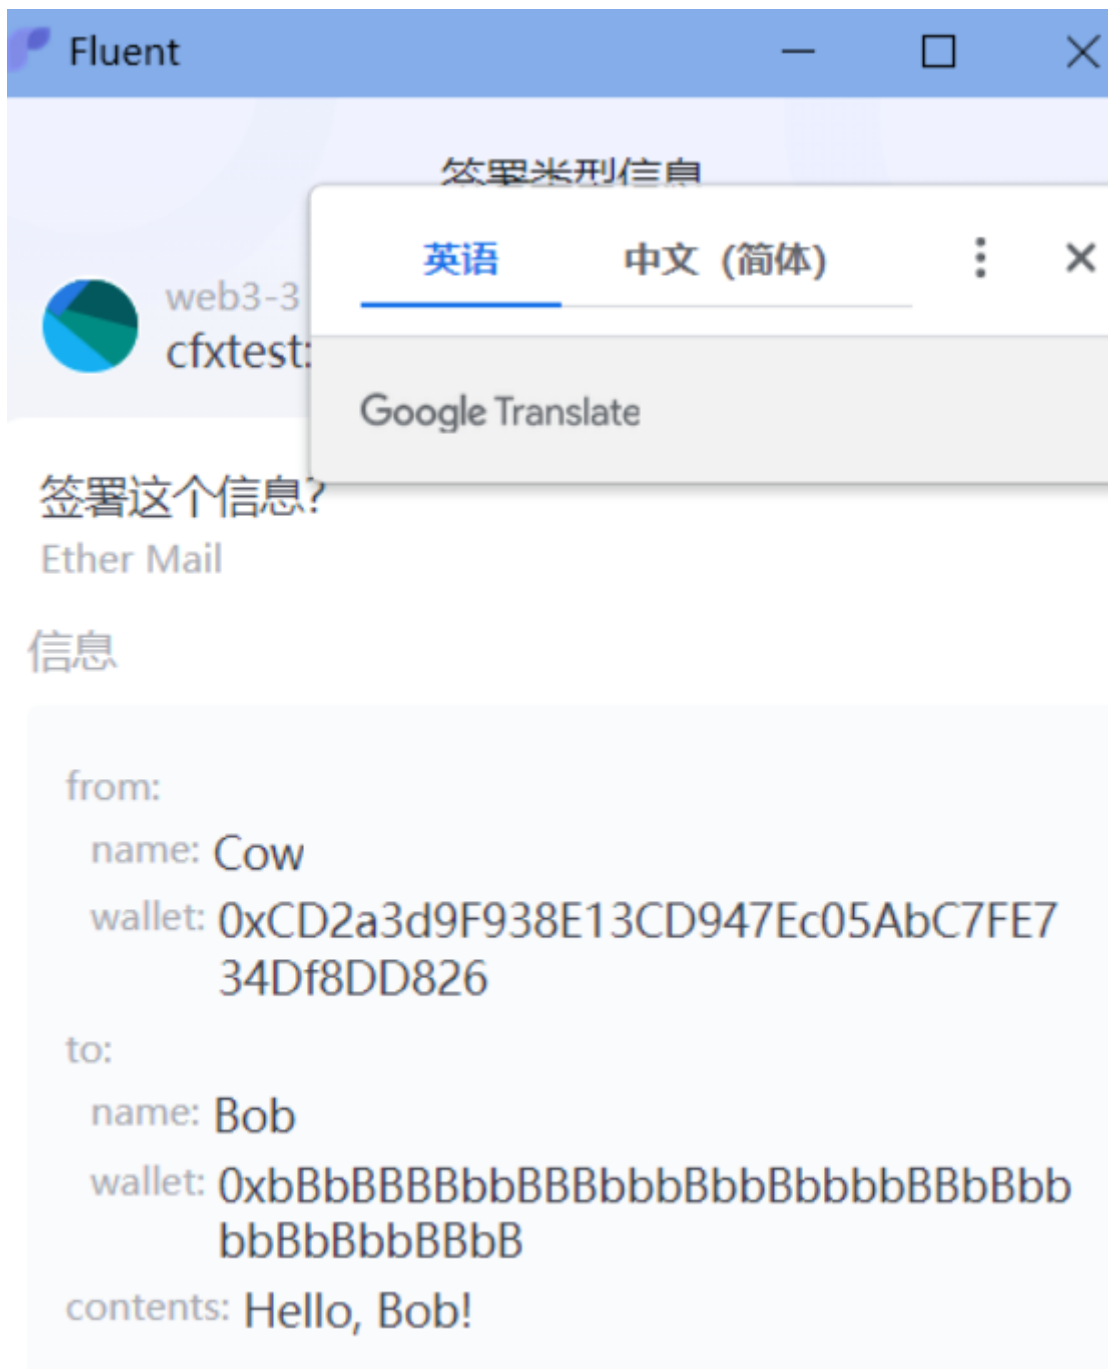 Fluent
签署类型信息
英语 中文 (简体)
web3-3
cfxtest:
Google Translate
签署这个信息?
Ether Mail
信息
from:
name: Cow
wallet: 0xCD2a3d9F938E13CD947Ec05AbC7FE7
34Df8DD826
to:
name: Bob
wallet: 0xbBbBBBBbbBBBbbbBbbBbbbbBBbBbb
bbBbBbbBBbB
contents: Hello, Bob!